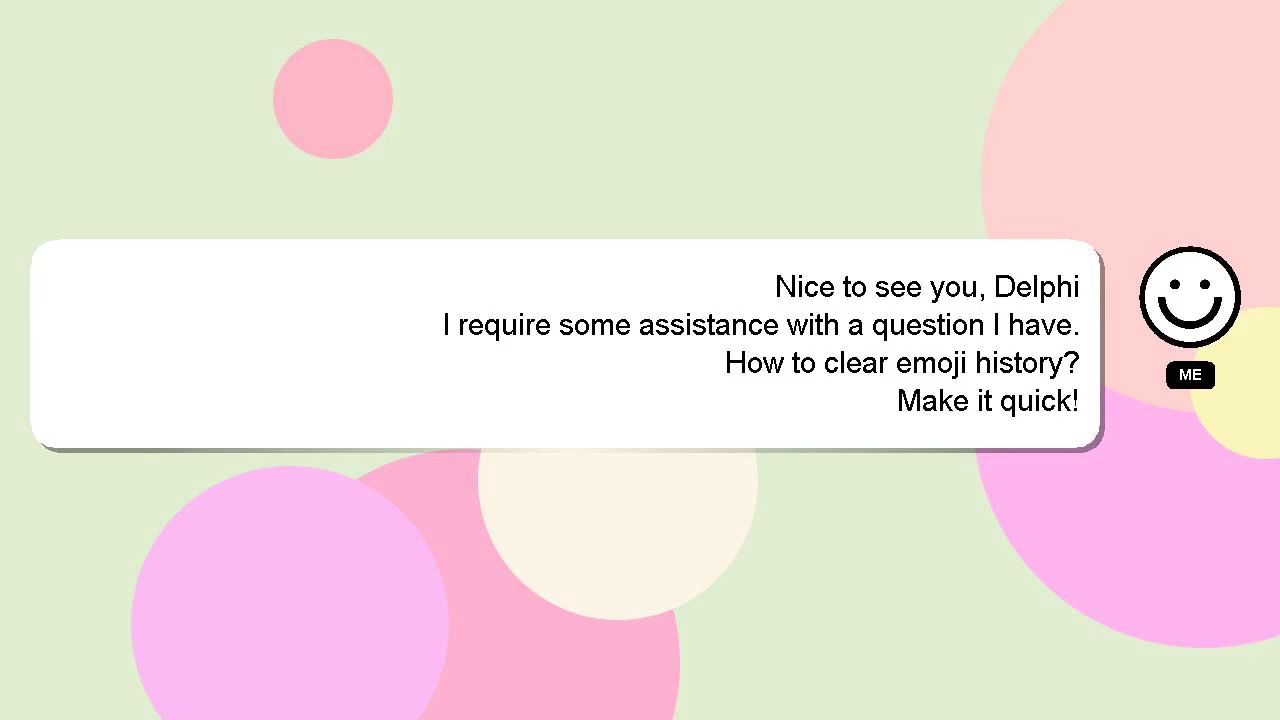 Nice to see you, Delphi
I require some assistance with a question I have.
How to clear emoji history?
Make it quick!
ME